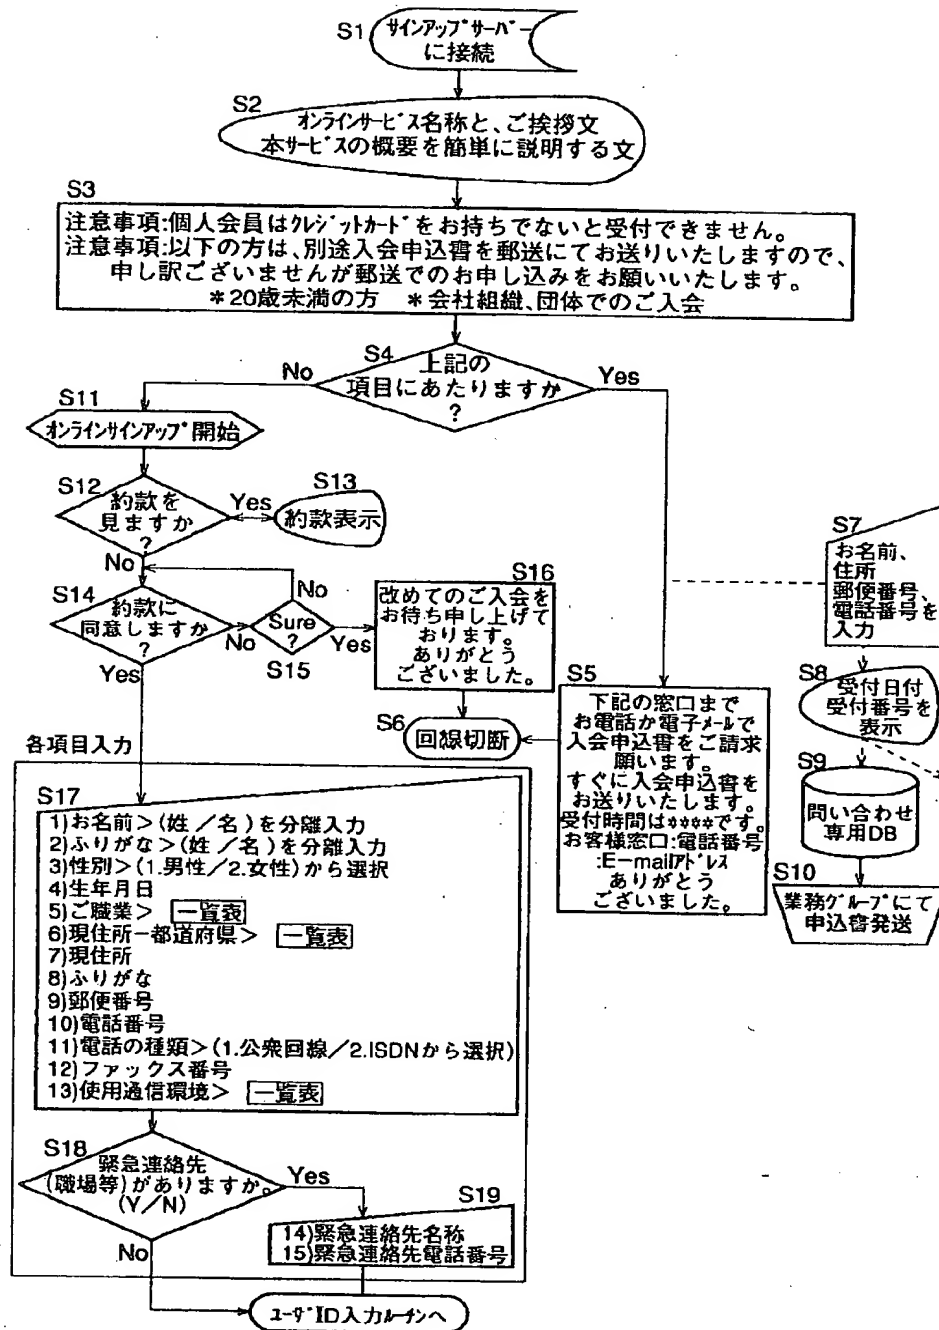 S1
サインアップサーバー
に接続
S2
オンラインサービス名称と、ご挨拶文
本サービスの概要を簡単に説明する文
S3
注意事項:個人会員はクレジットカードをお持ちでないと受付できません。
注意事項:以下の方は、別途入会申込書を郵送にてお送りいたしますので、
申し訳ございませんが郵送でのお申し込みをお願いいたします。
*20歳未満の方 *会社組織、団体でのご入会
S4
上記の
項目にあたりますか
?
No
Yes
S11
オンラインサインアップ開始
S12
約款を
見ますか
?
Yes
S13
約款表示
No
S14
約款に
同意しますか
?
No
Sure
?
S15
No
Yes
Yes
S16
改めてのご入会を
お待ち申し上げて
おります。
ありがとう
ございました。
S6
回線切断
S5
下記の窓口まで
お電話か電子メールで
入会申込書をご請求
願います。
すぐに入会申込書を
お送りいたします。
受付時間は****です。
お客様窓口:電話番号
:E-mailアドレス
ありがとう
ございました。
S7
お名前、
住所
郵便番号、
電話番号を
入力
S8
受付日付
受付番号を
表示
S9
問い合わせ
専用DB
S10
業務グループにて
申込書発送
各項目入力
S17
1)お名前>(姓/名)を分離入力
2)ふりがな>(姓/名)を分離入力
3)性別>(1.男性/2.女性)から選択
4)生年月日
5)ご職業> 一覧表
6)現住所-都道府県> 一覧表
7)現住所
8)ふりがな
9)郵便番号
10)電話番号
11)電話の種類>(1.公衆回線/2.ISDNから選択)
12)ファックス番号
13)使用通信環境> 一覧表
S18
緊急連絡先
(職場等)がありますか。
(Y/N)
Yes
No
S19
14)緊急連絡先名称
15)緊急連絡先電話番号
ユーザID入力ルーチンへ